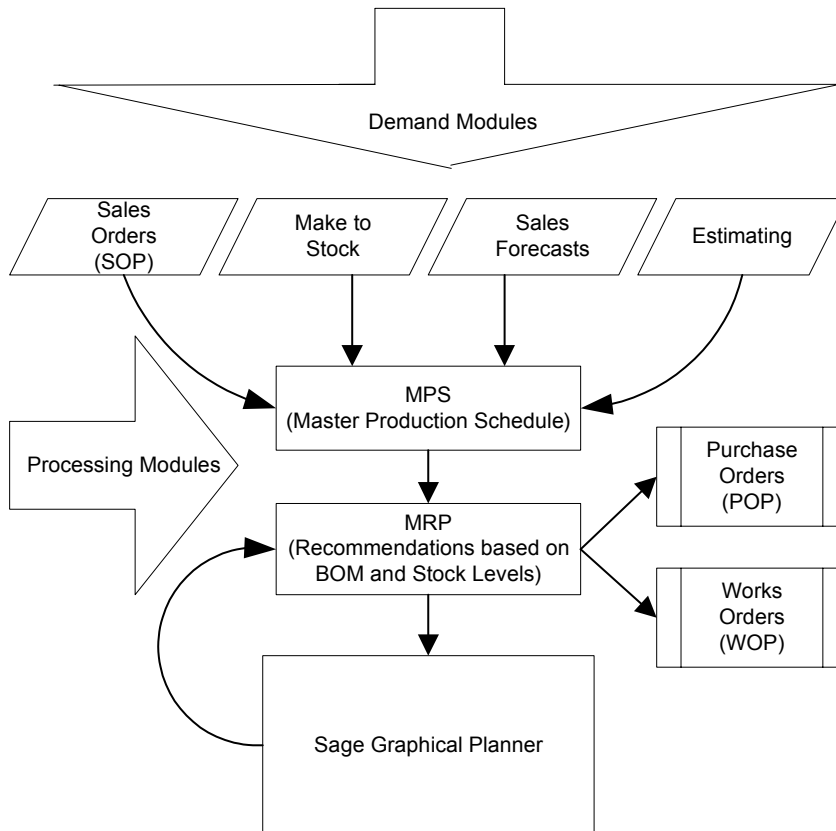 Demand Modules
Sales
Orders
(SOP)
Make to
Stock
Sales
Forecasts
Estimating
MPS
(Master Production Schedule)
Processing Modules
Purchase
Orders
(POP)
MRP
(Recommendations based on
BOM and Stock Levels)
Works
Orders
(WOP)
Sage Graphical Planner